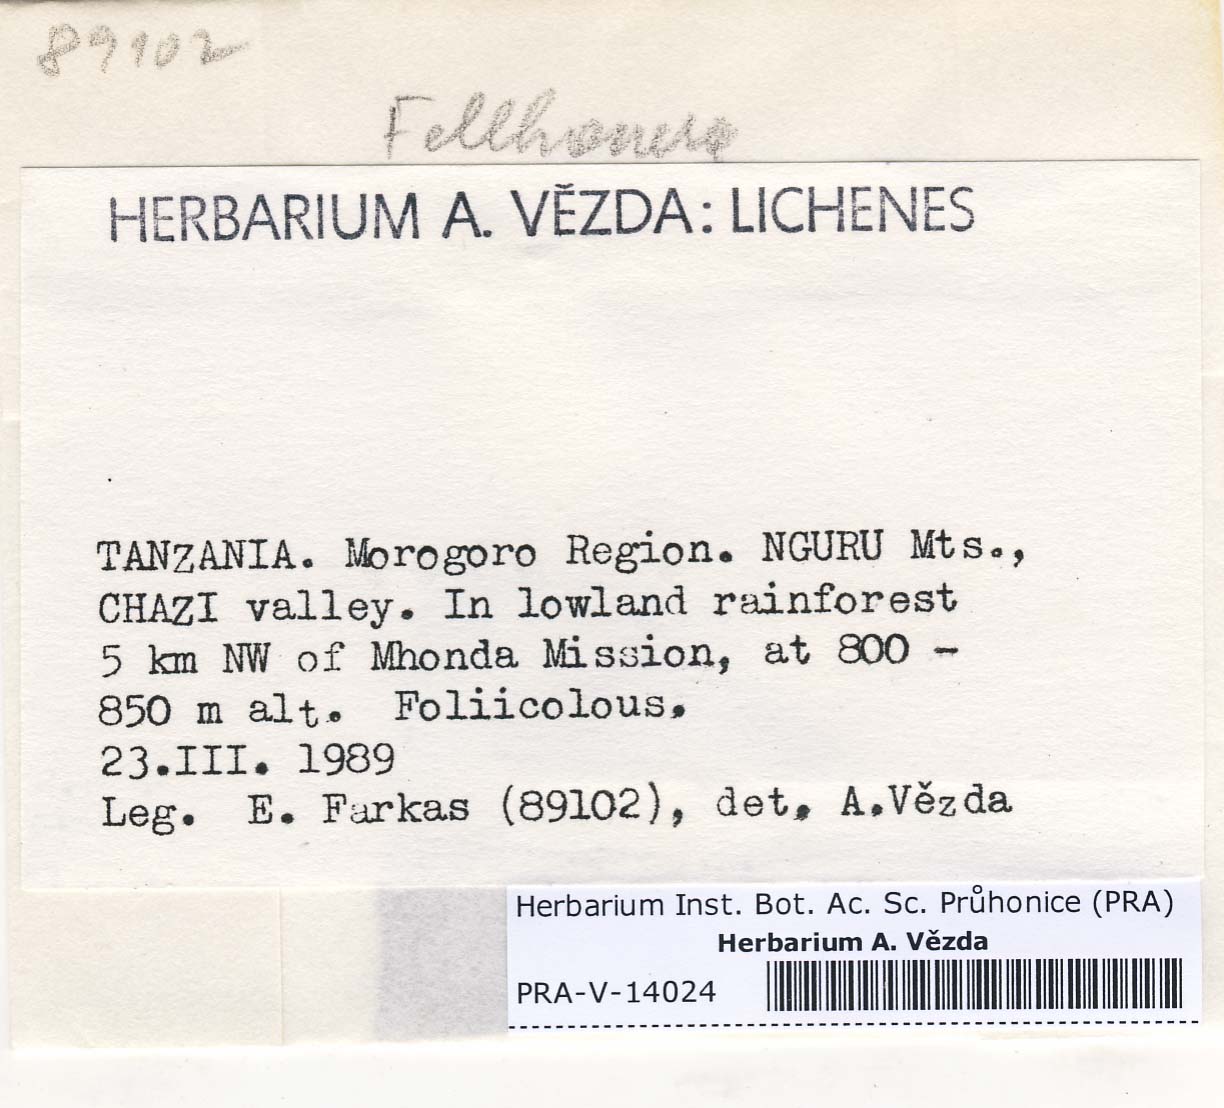 89102
Fellhanera
HERBARIUM A. VĚZDA: LICHENES
TANZANIA. Morogoro Region. NGURU Mts.,
CHAZI valley. In lowland rainforest
5 km NW of Mhonda Mission, at 800 -
850 m alt. Foliicolous.
23.III. 1989
Leg. E. Farkas (89102), det. A.Vězda
Herbarium Inst. Bot. Ac. Sc. Průhonice (PRA)
Herbarium A. Vězda
PRA-V-14024